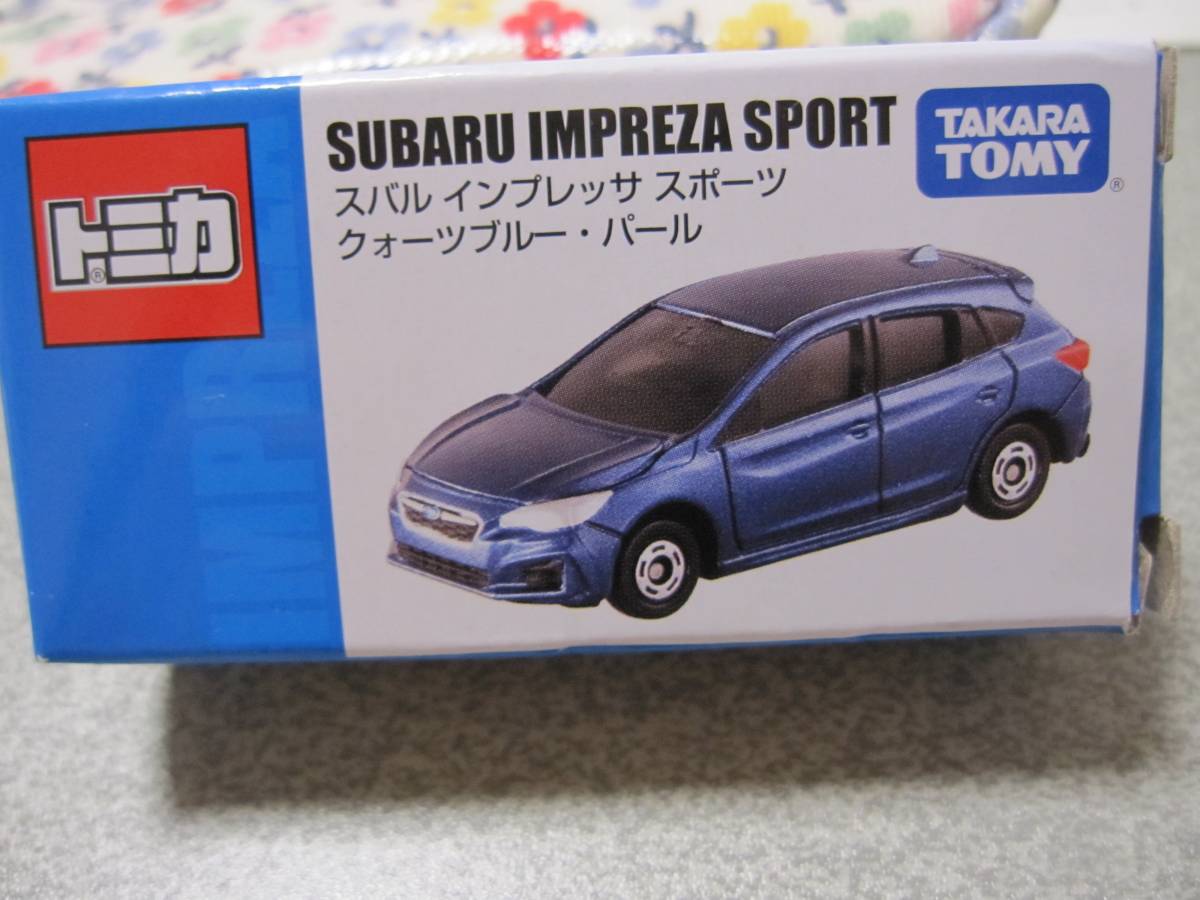 トミカ®
SUBARU IMPREZA SPORT
スバル インプレッサ スポーツ
クォーツブルー・パール
TAKARA
TOMY®
IMPREZA